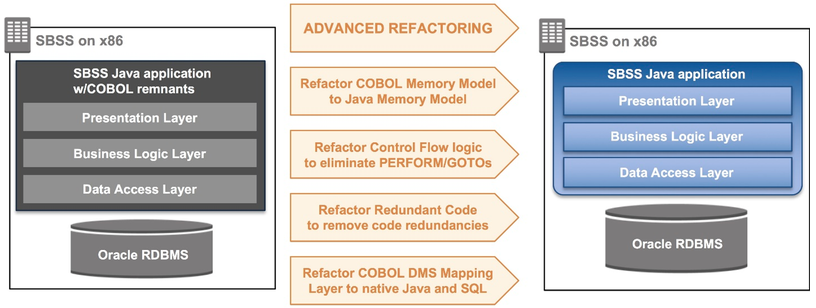 SBSS on x86
SBSS Java application
w/COBOL remnants
Presentation Layer
Business Logic Layer
Data Access Layer
Oracle RDBMS
ADVANCED REFACTORING
Refactor COBOL Memory Model
to Java Memory Model
Refactor Control Flow logic
to eliminate PERFORM/GOTOs
Refactor Redundant Code
to remove code redundancies
Refactor COBOL DMS Mapping
Layer to native Java and SQL
SBSS on x86
SBSS Java application
Presentation Layer
Business Logic Layer
Data Access Layer
Oracle RDBMS